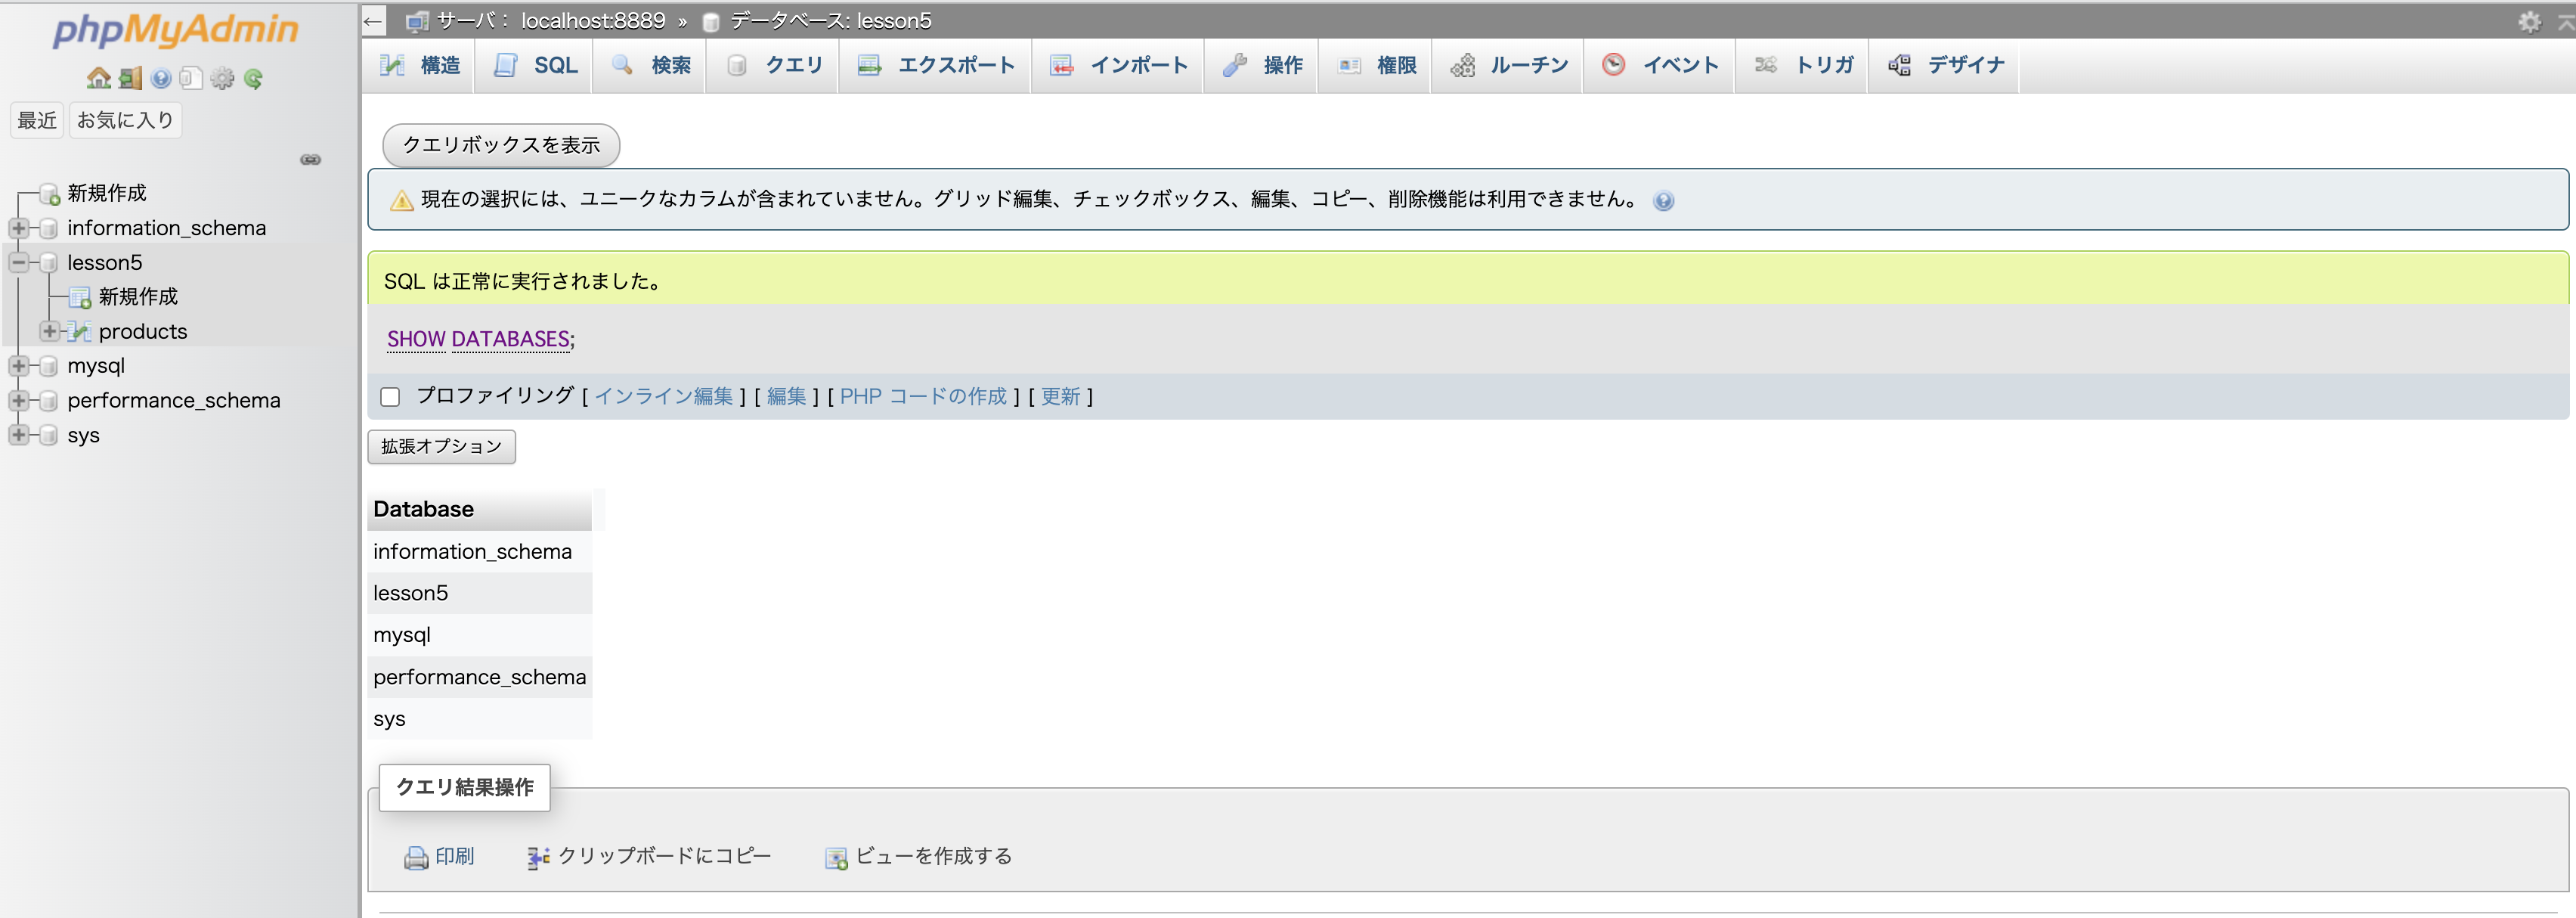 phpMyAdmin
最近 お気に入り
新規作成
information_schema
lesson5
新規作成
products
mysql
performance_schema
sys
← サーバ： localhost:8889 » データベース: lesson5
構造 SQL 検索 クエリ エクスポート インポート 操作 権限 ルーチン イベント トリガ デザイナ
クエリボックスを表示
現在の選択には、ユニークなカラムが含まれていません。グリッド編集、チェックボックス、編集、コピー、削除機能は利用できません。
SQL は正常に実行されました。
SHOW DATABASES;
プロファイリング [ インライン編集 ] [ 編集 ] [ PHP コードの作成 ] [ 更新 ]
拡張オプション
Database
information_schema
lesson5
mysql
performance_schema
sys
クエリ結果操作
印刷 クリップボードにコピー ビューを作成する